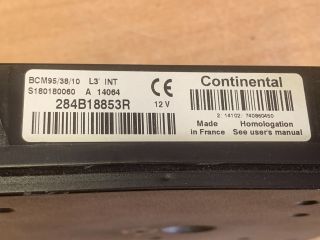 BCM95/38/10 L3' INT
S180180060 A 14064
CE
284B18853R
12 V
Continental
2: 14102: 740860450
Made in France
Homologation See user's manual